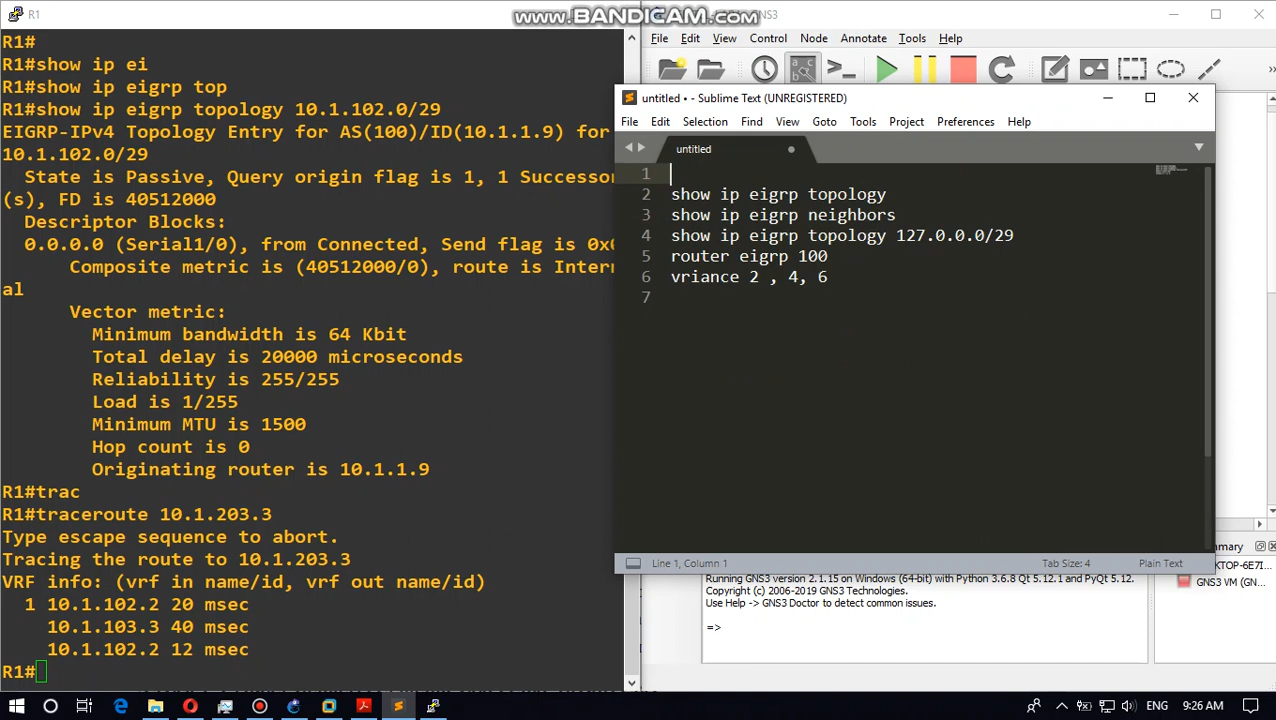 R1
www.BANDICAM.com
GNS3
R1#
R1#show ip ei
R1#show ip eigrp top
R1#show ip eigrp topology 10.1.102.0/29
EIGRP-IPv4 Topology Entry for AS(100)/ID(10.1.1.9) for
10.1.102.0/29
State is Passive, Query origin flag is 1, 1 Successor
(s), FD is 40512000
Descriptor Blocks:
0.0.0.0 (Serial1/0), from Connected, Send flag is 0x0
Composite metric is (40512000/0), route is Intern
al
Vector metric:
Minimum bandwidth is 64 Kbit
Total delay is 20000 microseconds
Reliability is 255/255
Load is 1/255
Minimum MTU is 1500
Hop count is 0
Originating router is 10.1.1.9
R1#trac
R1#traceroute 10.1.203.3
Type escape sequence to abort.
Tracing the route to 10.1.203.3
VRF info: (vrf in name/id, vrf out name/id)
1 10.1.102.2 20 msec
10.1.103.3 40 msec
10.1.102.2 12 msec
R1#
File Edit View Control Node Annotate Tools Help
untitled • - Sublime Text (UNREGISTERED)
File Edit Selection Find View Goto Tools Project Preferences Help
untitled
1
2 show ip eigrp topology
3 show ip eigrp neighbors
4 show ip eigrp topology 127.0.0.0/29
5 router eigrp 100
6 vriance 2 , 4, 6
7
Line 1, Column 1 Tab Size: 4 Plain Text
Running GNS3 version 2.1.15 on Windows (64-bit) with Python 3.6.8 Qt 5.12.1 and PyQt 5.12.
Copyright (c) 2006-2019 GNS3 Technologies.
Use Help -> GNS3 Doctor to detect common issues.
=>
GNS3 VM (GN...
ENG 9:26 AM